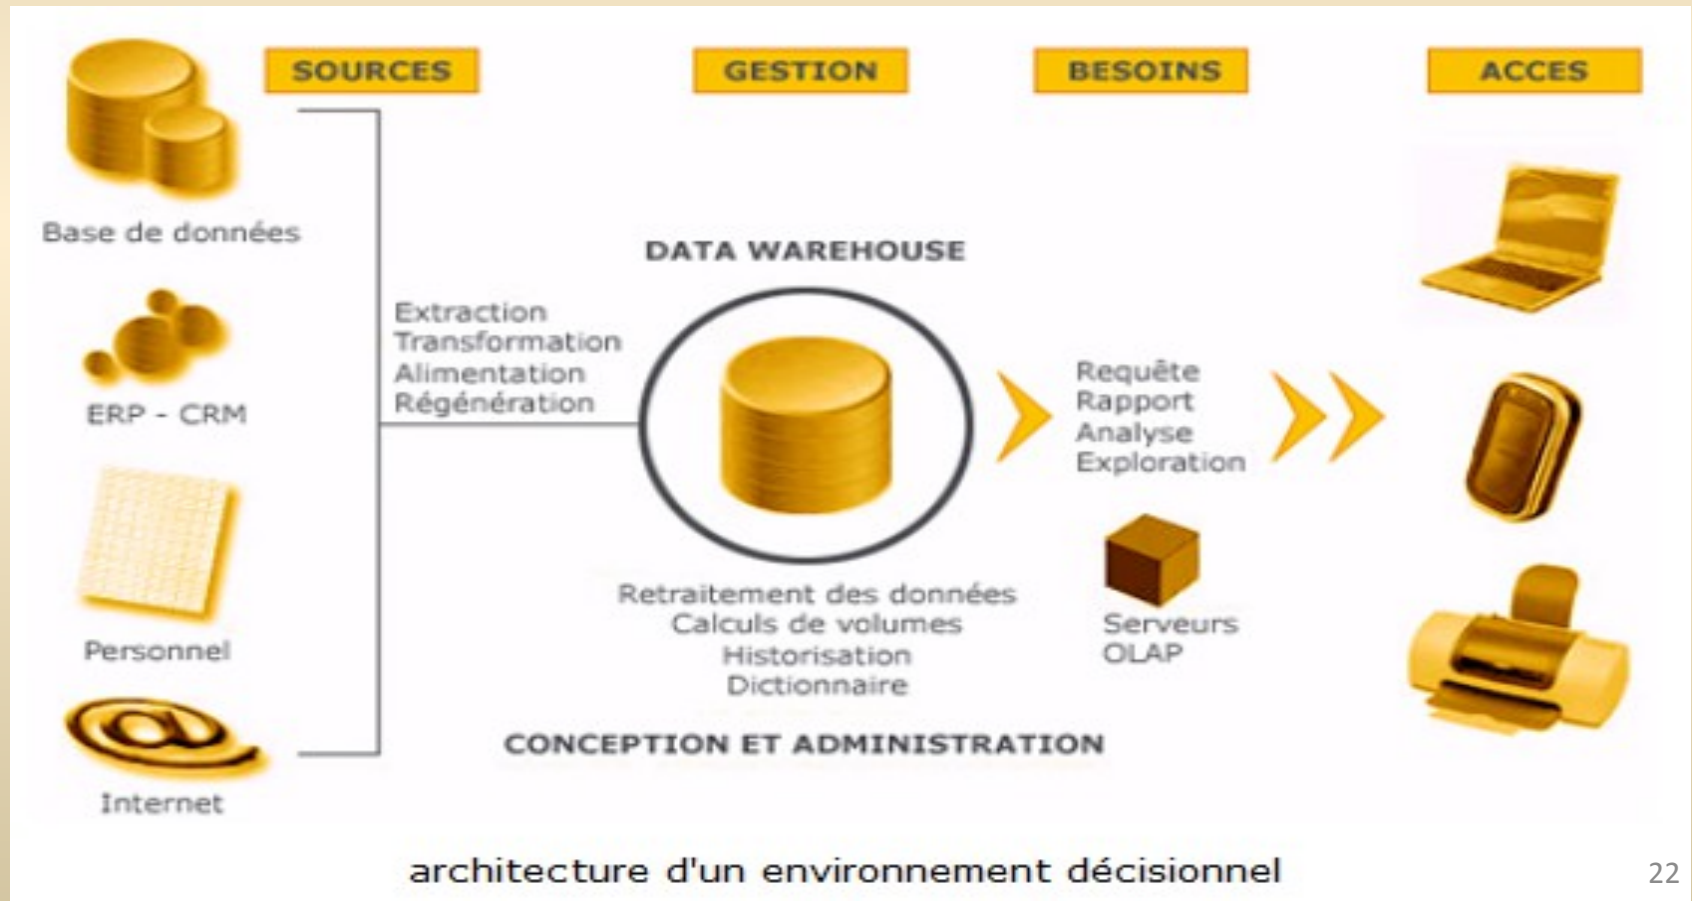 SOURCES
GESTION
BESOINS
ACCES
Base de données
ERP - CRM
Personnel
Internet
Extraction
Transformation
Alimentation
Régénération
DATA WAREHOUSE
Retraitement des données
Calculs de volumes
Historisation
Dictionnaire
CONCEPTION ET ADMINISTRATION
Requête
Rapport
Analyse
Exploration
Serveurs
OLAP
architecture d'un environnement décisionnel
22